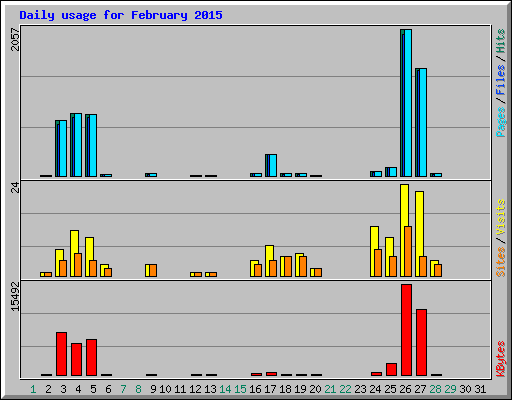 Daily usage for February 2015
2057
Pages/Files/Hits
24
Sites/Visits
15492
KBytes
1 2 3 4 5 6 7 8 9 10 11 12 13 14 15 16 17 18 19 20 21 22 23 24 25 26 27 28 29 30 31